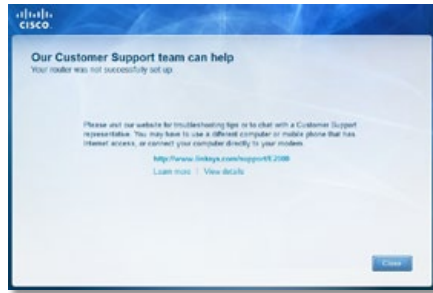 CISCO
Our Customer Support team can help
Your router was not successfully set up.
Please visit our website for troubleshooting tips or to chat with a Customer Support
representative. You may have to use a different computer or mobile phone that has
Internet access, or connect your computer directly to your modem.
Learn more | View details
Close